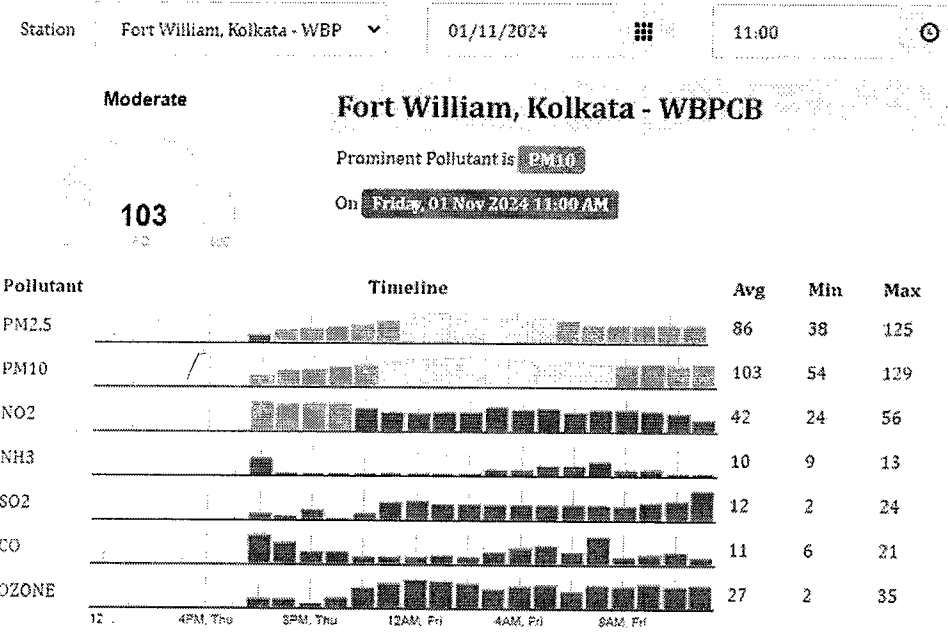 Station Fort William, Kolkata - WBP 01/11/2024 11:00
Moderate
Fort William, Kolkata - WBPCB
Prominent Pollutant is PM10
On Friday, 01 Nov 2024 11:00 AM
103
Pollutant Timeline Avg Min Max
PM2.5 86 38 125
PM10 103 54 129
NO2 42 24 56
NH3 10 9 13
SO2 12 2 24
CO 11 6 21
OZONE 27 2 35
12 4PM, Thu 8PM, Thu 12AM, Fri 4AM, Fri 8AM, Fri